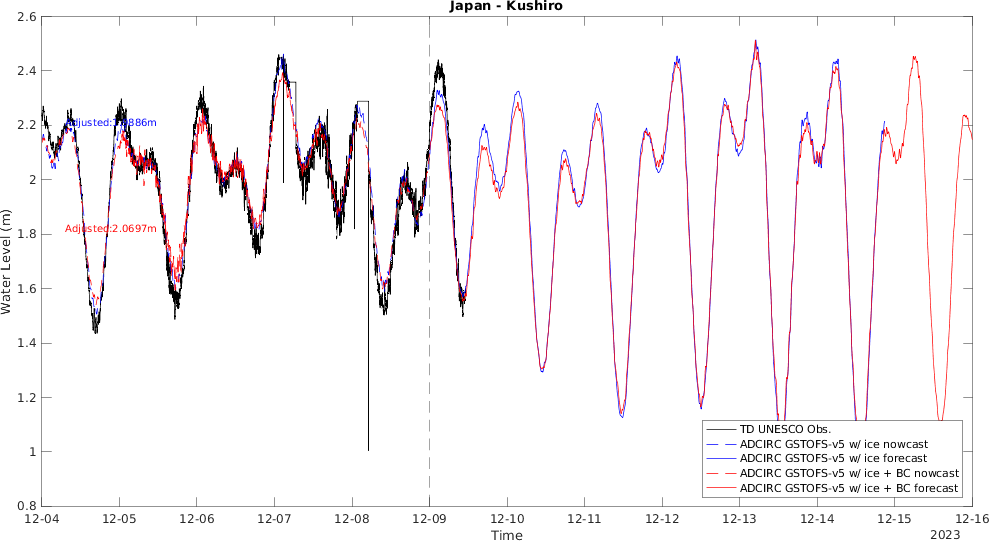 Japan - Kushiro
2.6
2.4
2.2
2
1.8
1.6
1.4
1.2
1
0.8
Water Level (m)
Adjusted:2.0697m
TD UNESCO Obs.
ADCIRC GSTOFS-v5 w/ ice nowcast
ADCIRC GSTOFS-v5 w/ ice forecast
ADCIRC GSTOFS-v5 w/ ice + BC nowcast
ADCIRC GSTOFS-v5 w/ ice + BC forecast
12-04 12-05 12-06 12-07 12-08 12-09 12-10 12-11 12-12 12-13 12-14 12-15 12-16
Time
2023